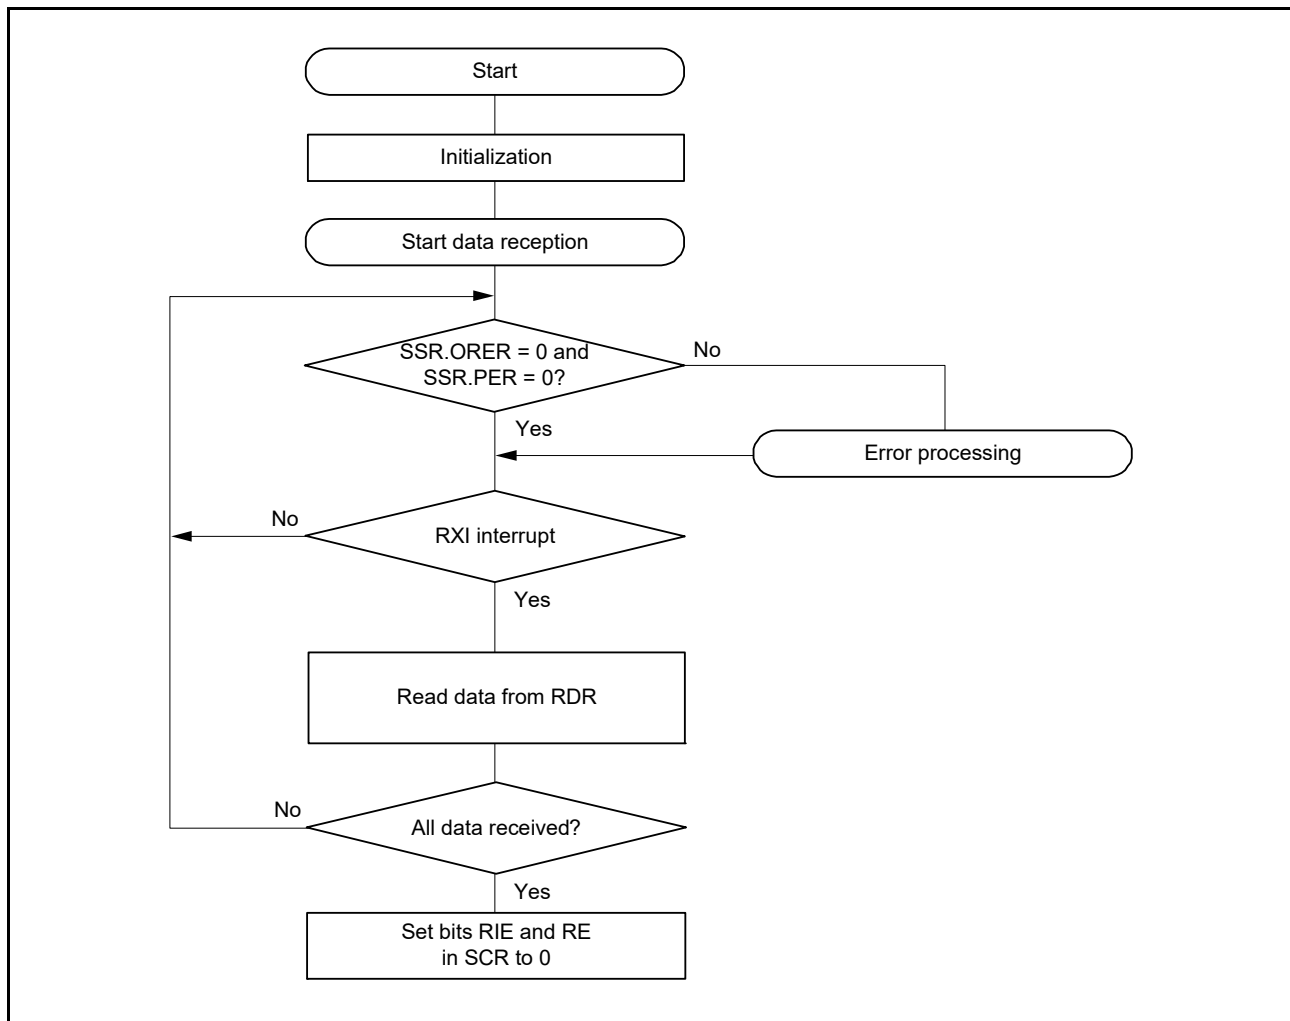 Start
Initialization
Start data reception
SSR.ORER = 0 and
SSR.PER = 0?
No
Yes
Error processing
No
RXI interrupt
Yes
Read data from RDR
No
All data received?
Yes
Set bits RIE and RE
in SCR to 0